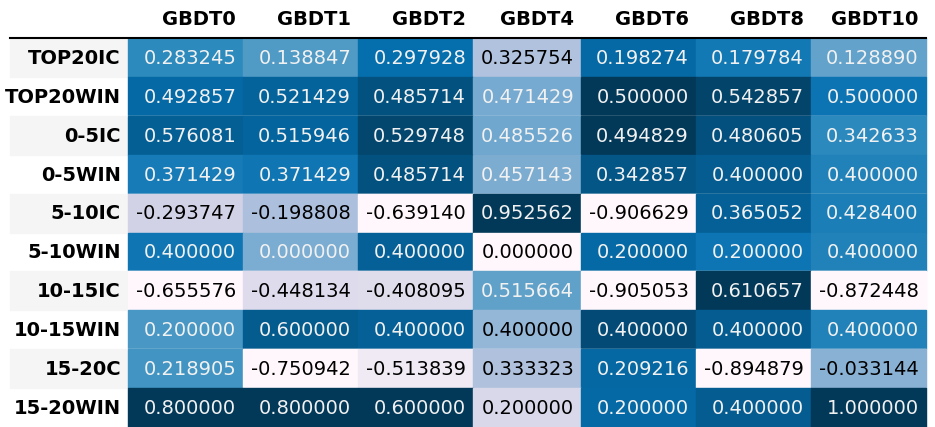 GBDT0 GBDT1 GBDT2 GBDT4 GBDT6 GBDT8 GBDT10
TOP20IC 0.283245 0.138847 0.297928 0.325754 0.198274 0.179784 0.128890
TOP20WIN 0.492857 0.521429 0.485714 0.471429 0.500000 0.542857 0.500000
0-5IC 0.576081 0.515946 0.529748 0.485526 0.494829 0.480605 0.342633
0-5WIN 0.371429 0.371429 0.485714 0.457143 0.342857 0.400000 0.400000
5-10IC -0.293747 -0.198808 -0.639140 0.952562 -0.906629 0.365052 0.428400
5-10WIN 0.400000 0.000000 0.400000 0.000000 0.200000 0.200000 0.400000
10-15IC -0.655576 -0.448134 -0.408095 0.515664 -0.905053 0.610657 -0.872448
10-15WIN 0.200000 0.600000 0.400000 0.400000 0.400000 0.400000 0.400000
15-20C 0.218905 -0.750942 -0.513839 0.333323 0.209216 -0.894879 -0.033144
15-20WIN 0.800000 0.800000 0.600000 0.200000 0.200000 0.400000 1.000000